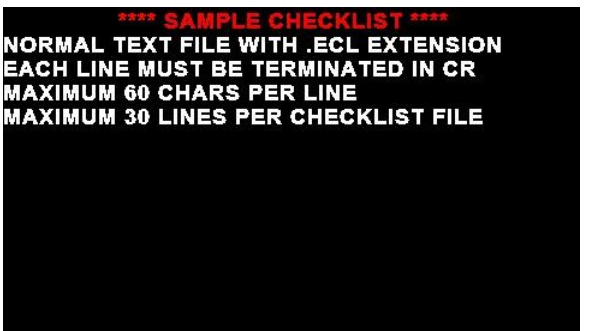 **** SAMPLE CHECKLIST ****
NORMAL TEXT FILE WITH .ECL EXTENSION
EACH LINE MUST BE TERMINATED IN CR
MAXIMUM 60 CHARS PER LINE
MAXIMUM 30 LINES PER CHECKLIST FILE